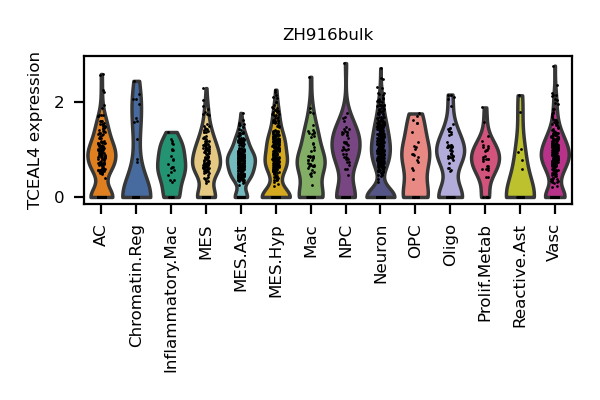 ZH916bulk
TCEAL4 expression
2
0
AC
Chromatin.Reg
Inflammatory.Mac
MES
MES.Ast
MES.Hyp
Mac
NPC
Neuron
OPC
Oligo
Prolif.Metab
Reactive.Ast
Vasc